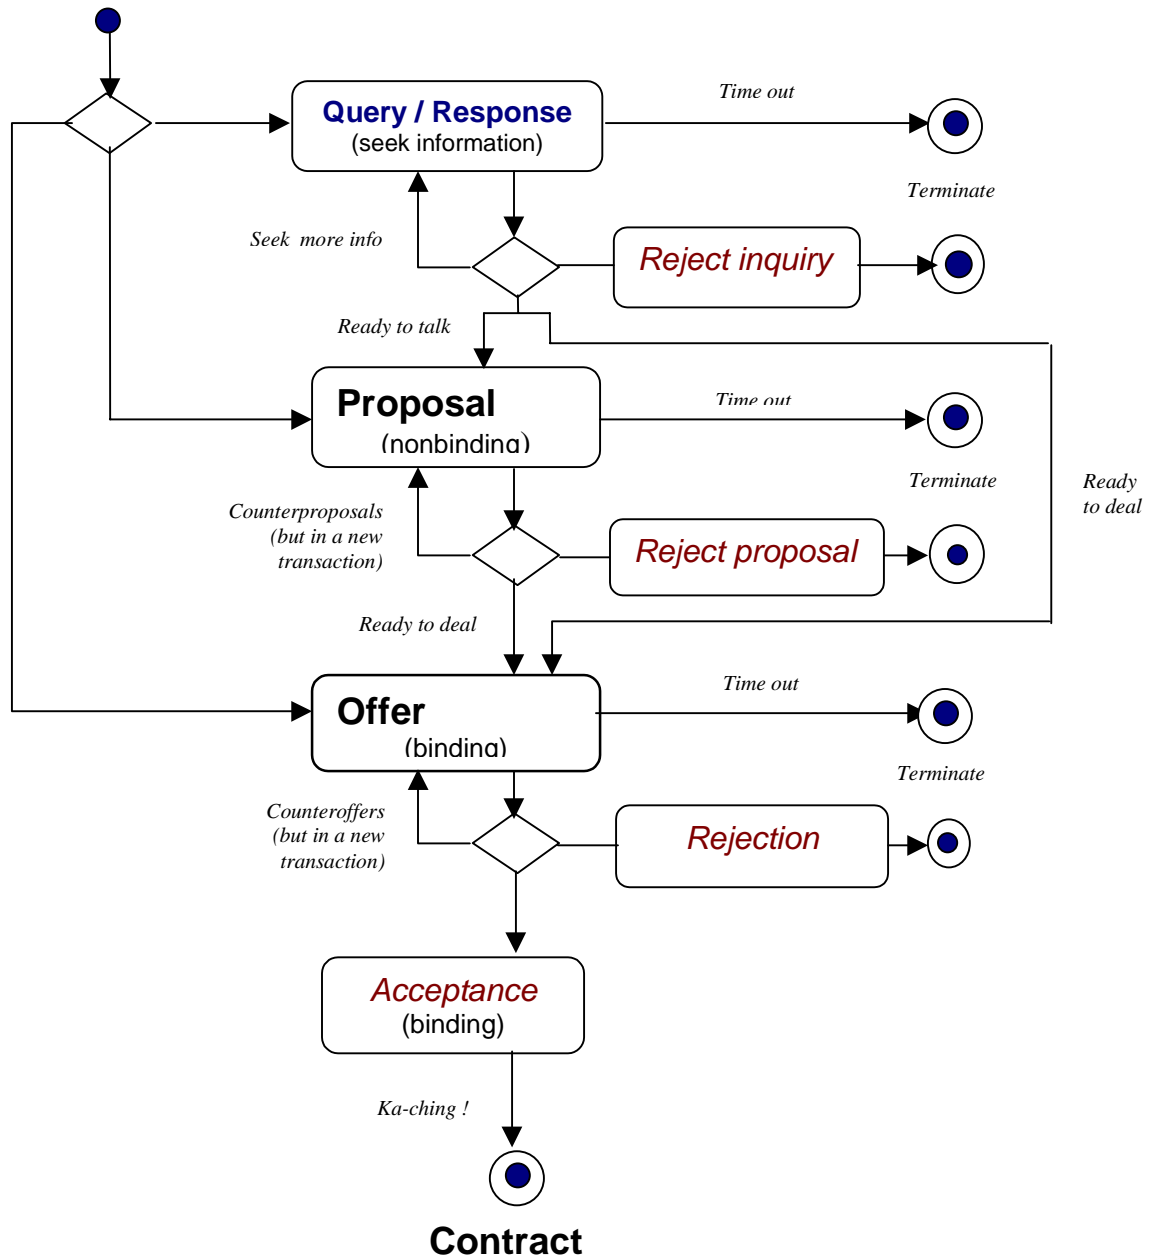 Query / Response
(seek information)
Time out
Terminate
Seek  more info
Reject inquiry
Ready to talk
Proposal
(nonbinding)
Time out
Terminate
Ready
to deal
Counterproposals
(but in a new
transaction)
Reject proposal
Ready to deal
Offer
(binding)
Time out
Terminate
Counteroffers
(but in a new
transaction)
Rejection
Acceptance
(binding)
Ka-ching !
Contract